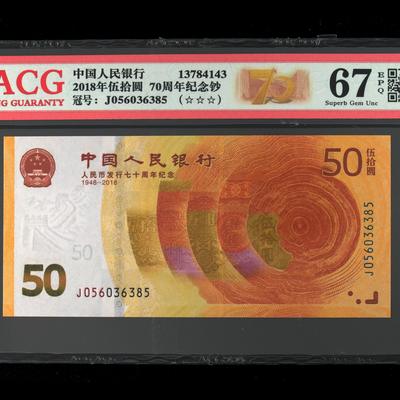 ACG
NG GUARANTY
中国人民银行 13784143
2018年伍拾圆 70周年纪念钞
冠号：J056036385 (☆☆☆)
70
67 EPQ
Superb Gem Unc
中国人民银行
人民币发行七十周年纪念
1948-2018
50 伍拾圆
50
50
J056036385
J056036385